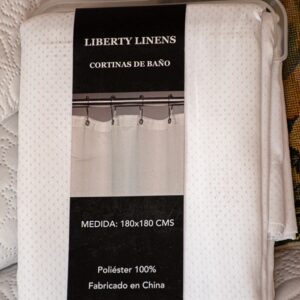 LIBERTY LINENS
CORTINAS DE BAÑO
MEDIDA: 180x180 CMS
Poliéster 100%
Fabricado en China